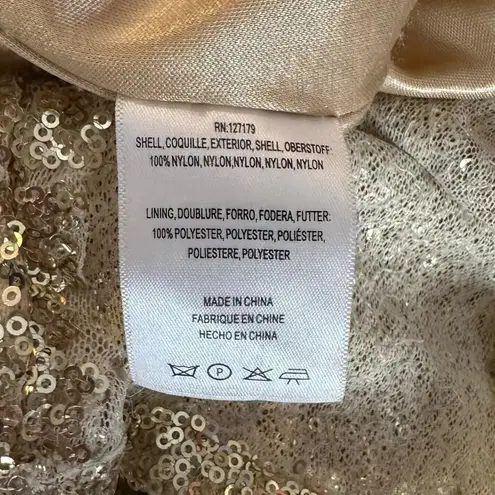 RN:127179
SHELL, COQUILLE, EXTERIOR, SHELL, OBERSTOFF:
100% NYLON, NYLON, NYLON, NYLON, NYLON
LINING, DOUBLURE, FORRO, FODERA, FUTTER:
100% POLYESTER, POLYESTER, POLIÉSTER,
POLIESTERE, POLYESTER
MADE IN CHINA
FABRIQUE EN CHINE
HECHO EN CHINA
P